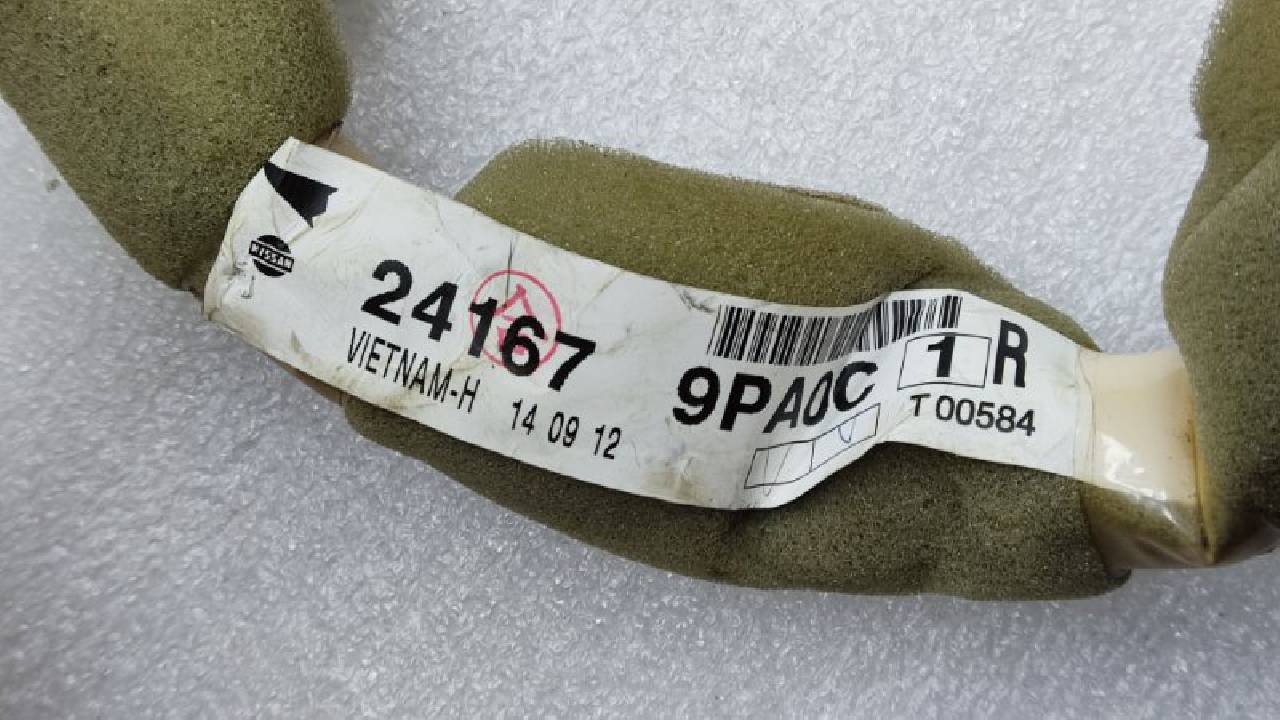 NISSAN
24167
VIETNAM-H 14 09 12
9PA0C 1 R
T 00584